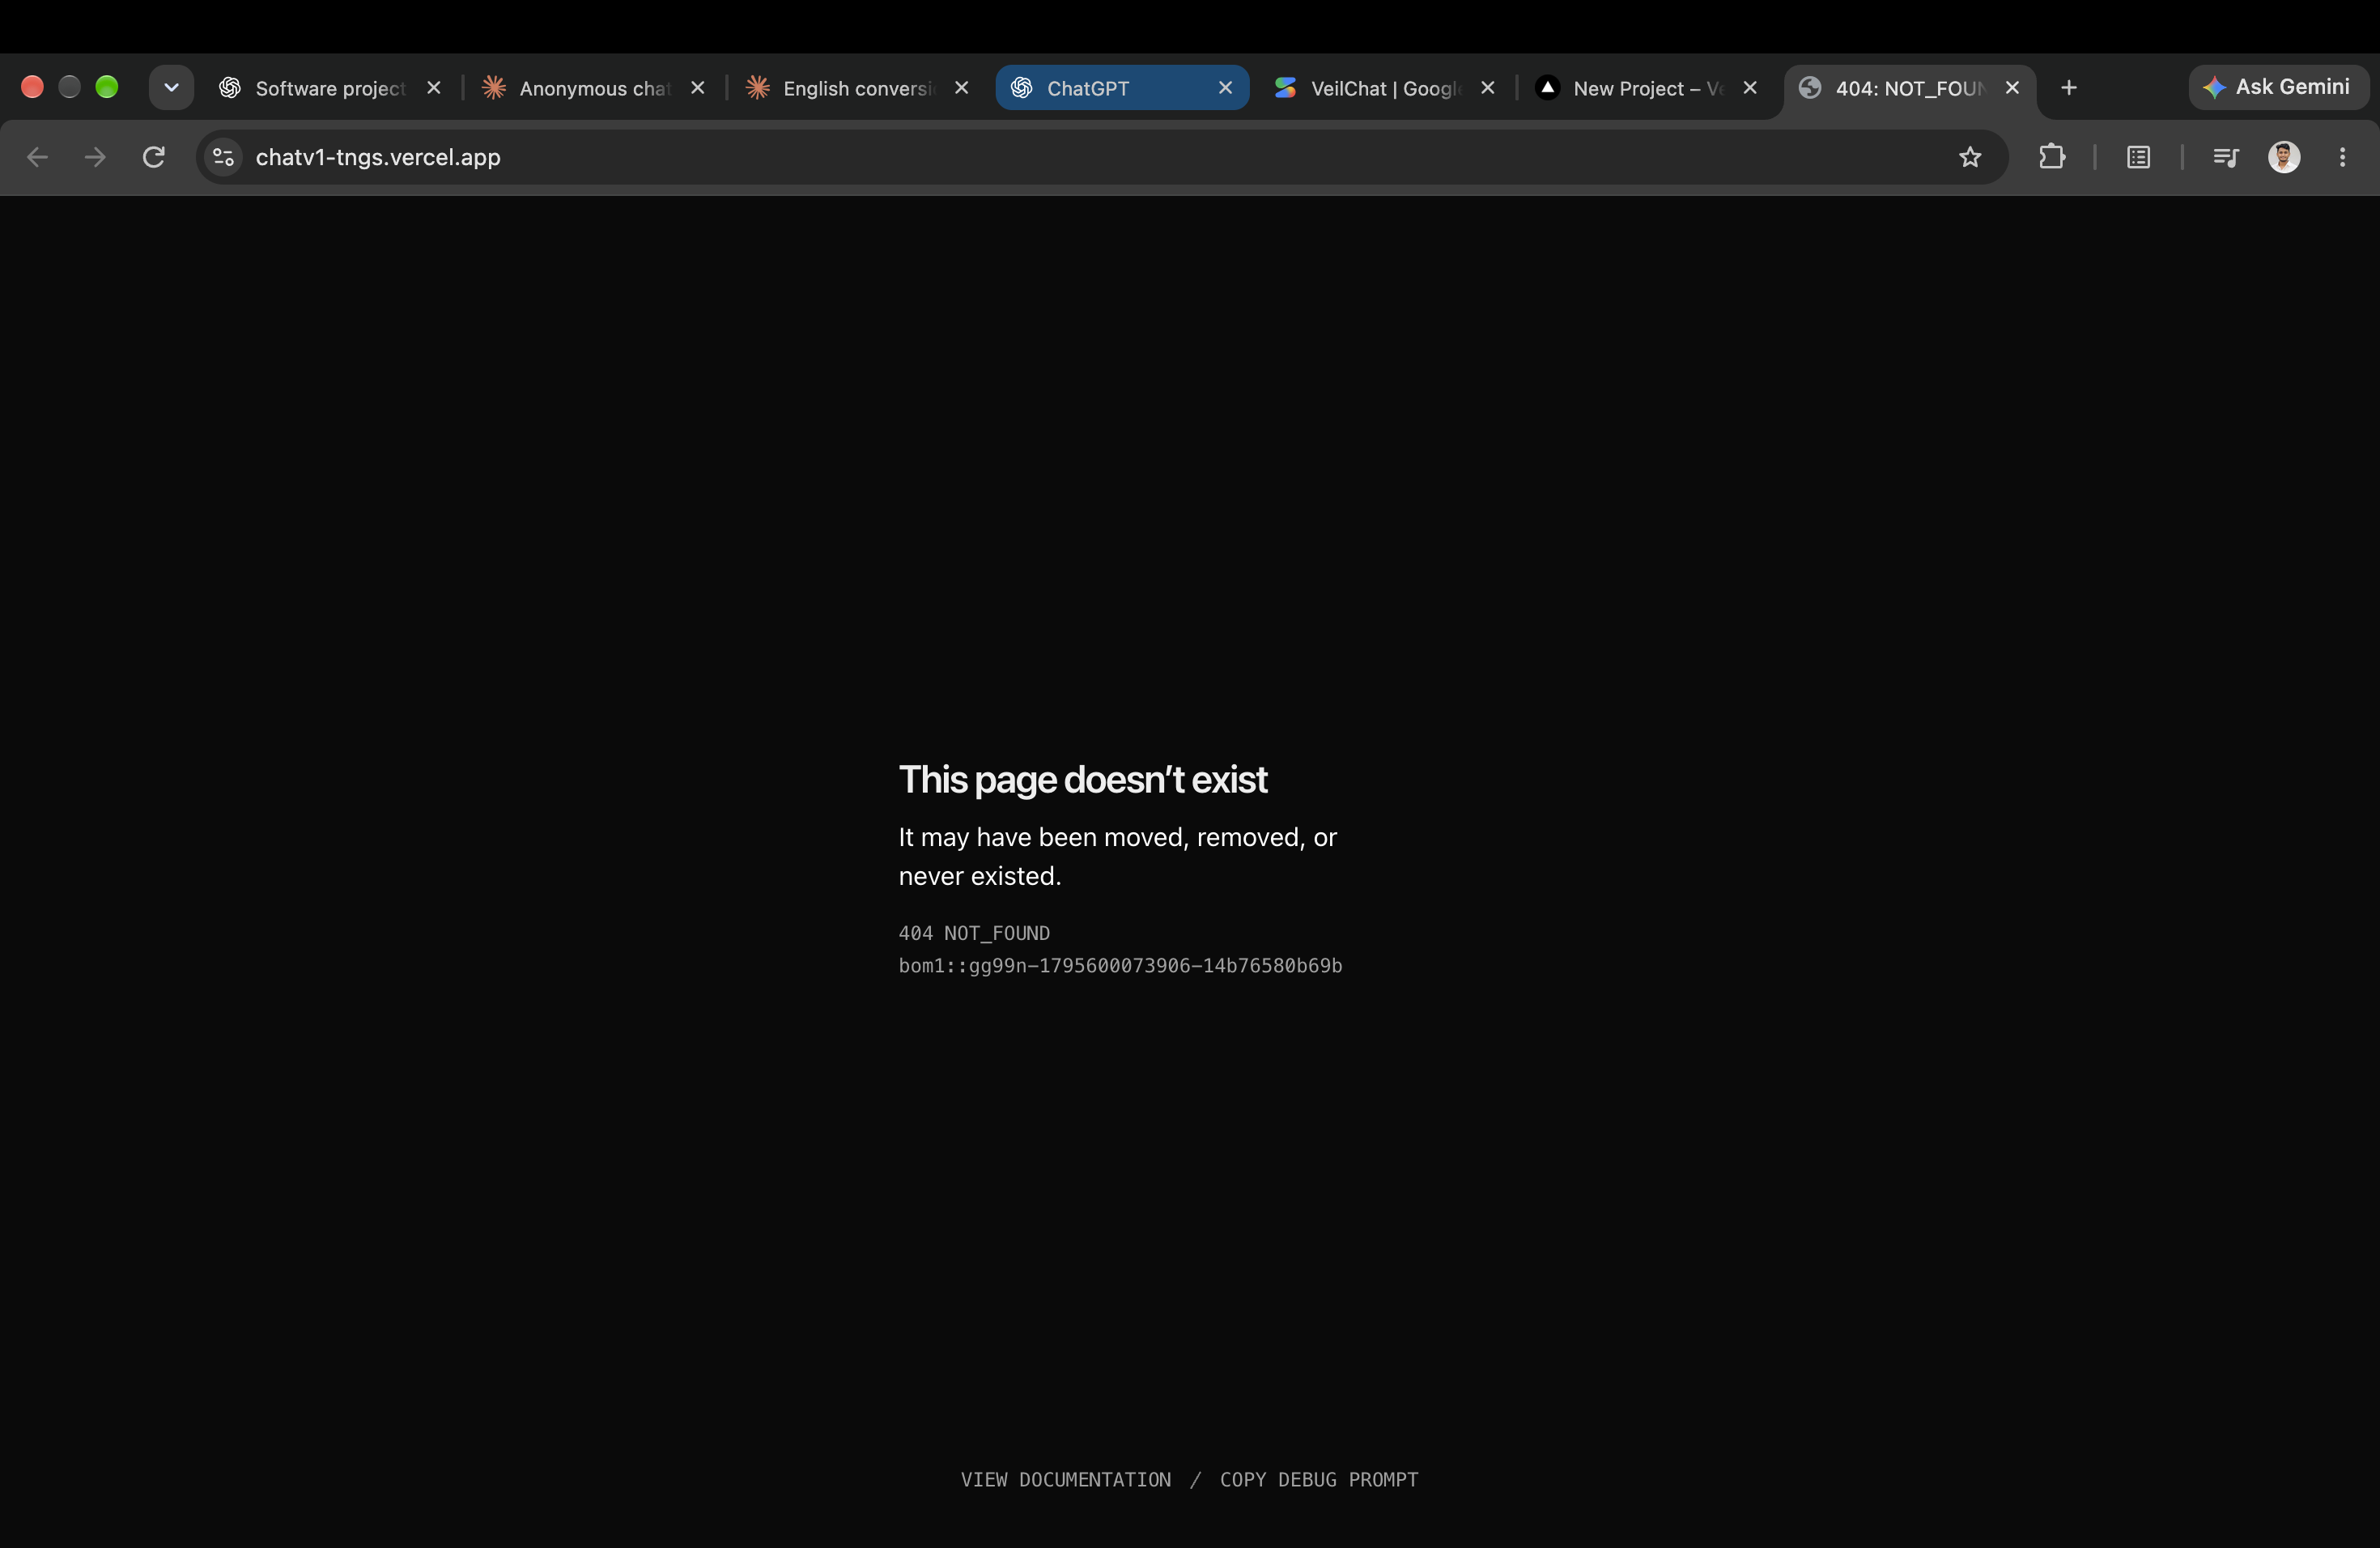 Software project
Anonymous chat
English conversi
ChatGPT
VeilChat | Google
New Project – Ve
404: NOT_FOUN
Ask Gemini
chatv1-tngs.vercel.app
This page doesn’t exist
It may have been moved, removed, or
never existed.
404 NOT_FOUND
bom1::gg99n-1795600073906-14b76580b69b
VIEW DOCUMENTATION / COPY DEBUG PROMPT